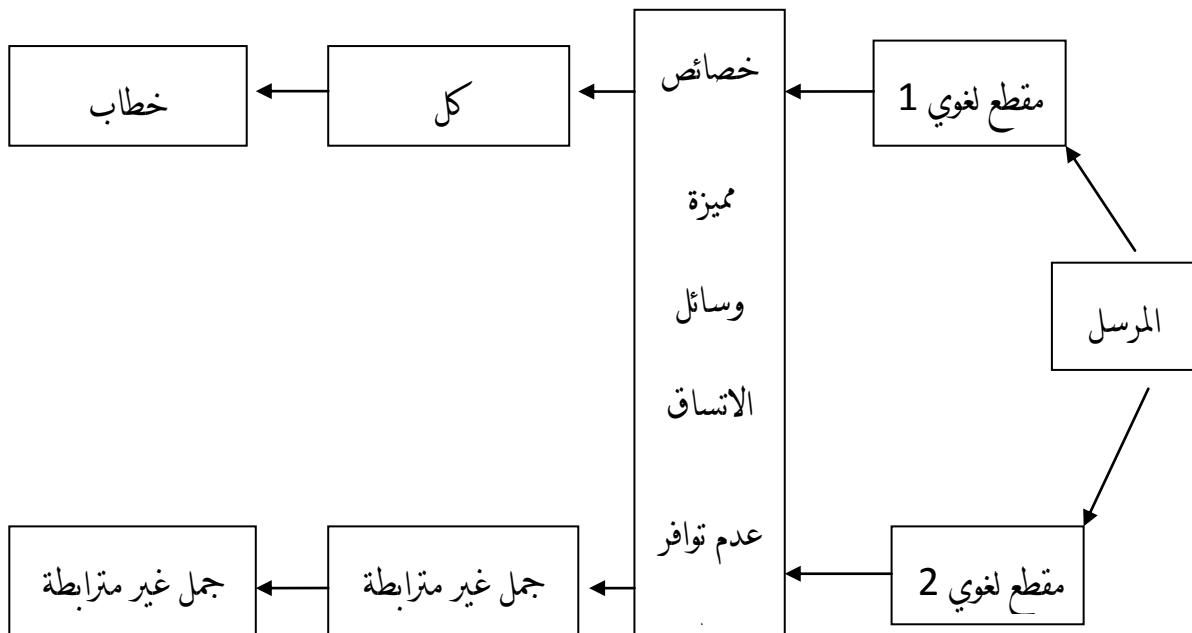 المرسل
مقطع لغوي 1
خصائص
مميزة
وسائل
الاتساق
عدم توافر
كل
خطاب
مقطع لغوي 2
جمل غير مترابطة
جمل غير مترابطة